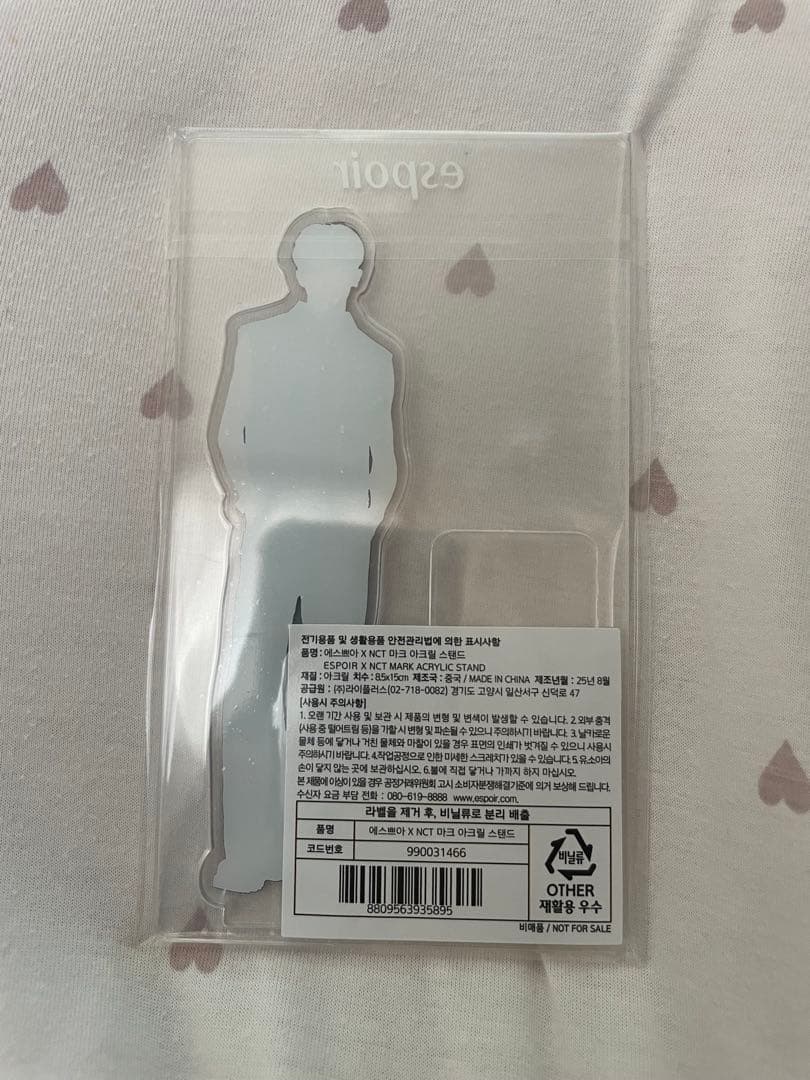 espoir
전기용품 및 생활용품 안전관리법에 의한 표시사항
품명 : 에스쁘아 X NCT 마크 아크릴 스탠드
ESPOIR X NCT MARK ACRYLIC STAND
재질 : 아크릴 치수 : 8.5x15cm 제조국 : 중국 / MADE IN CHINA 제조년월 : 25년 8월
공급원 : (주)라이플러스(02-718-0082) 경기도 고양시 일산서구 신덕로 47
[사용시 주의사항]
1. 오랜 기간 사용 및 보관 시 제품의 변형 및 변색이 발생할 수 있습니다. 2. 외부 충격
(사용 중 떨어트림 등)을 가할 시 변형 및 파손될 수 있으니 주의하시기 바랍니다. 3. 날카로운
물체 등에 닿거나 거친 물체와 마찰이 있을 경우 표면의 인쇄가 벗겨질 수 있으니 사용시
주의하시기 바랍니다. 4.작업공정으로 인한 미세한 스크래치가 있을 수 있습니다. 5. 유소아의
손이 닿지 않는 곳에 보관하십시오. 6.불에 직접 닿거나 가까지 하지 마십시오.
본 제품에 이상이 있을 경우 공정거래위원회 고시 소비자분쟁해결기준에 의거 보상해 드립니다.
수신자 요금 부담 전화 : 080-619-8888 www.espoir.com.
라벨을 제거 후, 비닐류로 분리 배출
품명 에스쁘아 X NCT 마크 아크릴 스탠드
코드번호 990031466
8809563935895
비닐류
OTHER
재활용 우수
비매품 / NOT FOR SALE